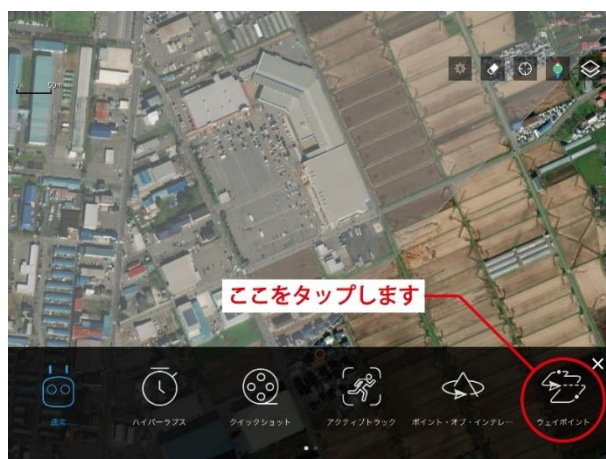 0 50m
ここをタップします
通常
ハイパーラプス
クイックショット
アクティブトラック
ポイント・オブ・インテレ…
ウェイポイント